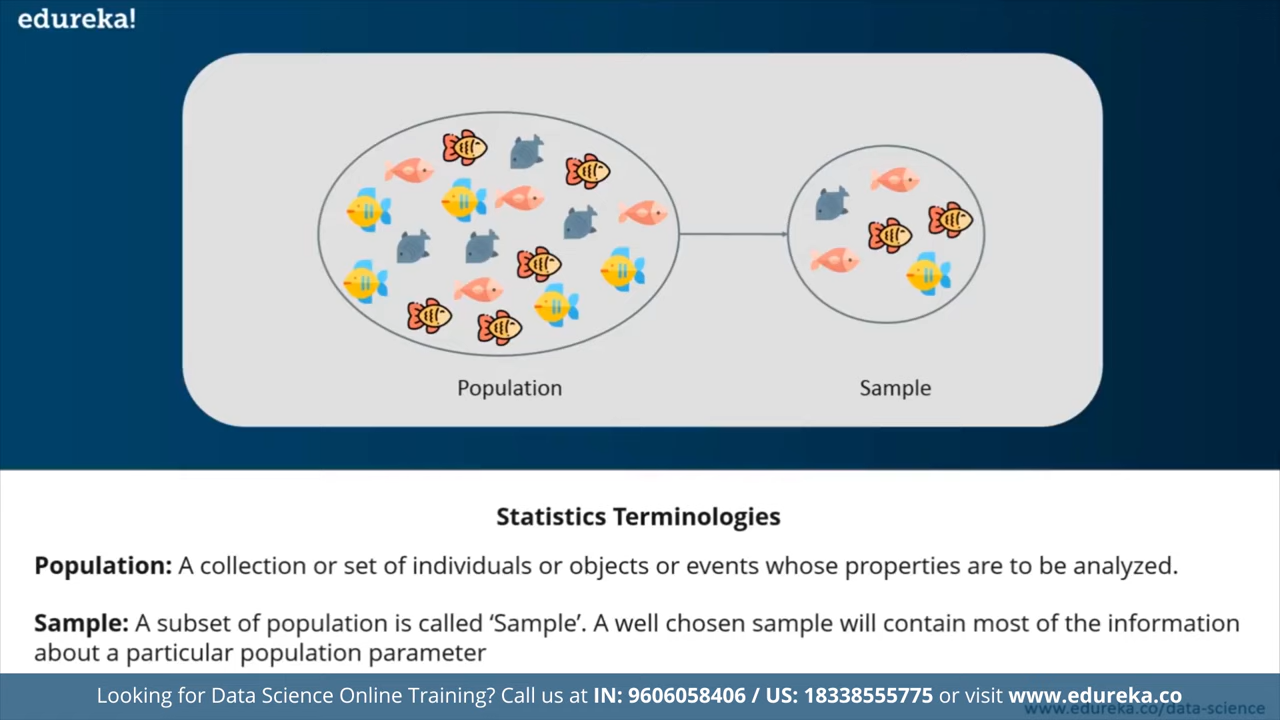 edureka!
Population
Sample
Statistics Terminologies
Population: A collection or set of individuals or objects or events whose properties are to be analyzed.
Sample: A subset of population is called ‘Sample’. A well chosen sample will contain most of the information
about a particular population parameter
Looking for Data Science Online Training? Call us at IN: 9606058406 / US: 18338555775 or visit www.edureka.co
www.edureka.co/data-science